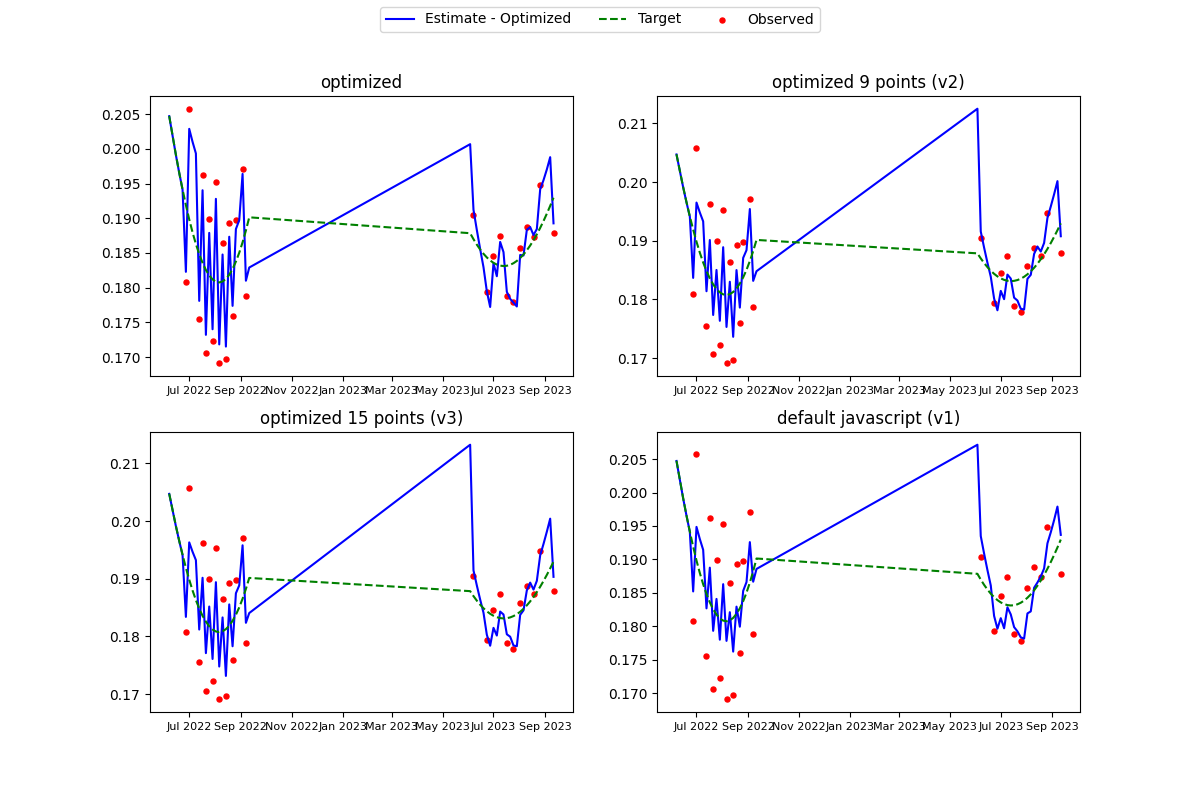 Estimate - Optimized Target Observed
optimized
0.205
0.200
0.195
0.190
0.185
0.180
0.175
0.170
Jul 2022 Sep 2022 Nov 2022 Jan 2023 Mar 2023 May 2023 Jul 2023 Sep 2023
optimized 9 points (v2)
0.21
0.20
0.19
0.18
0.17
Jul 2022 Sep 2022 Nov 2022 Jan 2023 Mar 2023 May 2023 Jul 2023 Sep 2023
optimized 15 points (v3)
0.21
0.20
0.19
0.18
0.17
Jul 2022 Sep 2022 Nov 2022 Jan 2023 Mar 2023 May 2023 Jul 2023 Sep 2023
default javascript (v1)
0.205
0.200
0.195
0.190
0.185
0.180
0.175
0.170
Jul 2022 Sep 2022 Nov 2022 Jan 2023 Mar 2023 May 2023 Jul 2023 Sep 2023